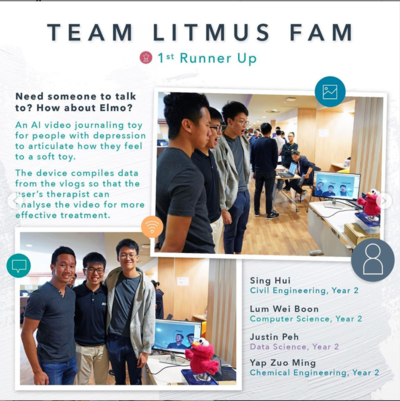 TEAM LITMUS FAM
1st Runner Up
Need someone to talk
to? How about Elmo?
An AI video journaling toy
for people with depression
to articulate how they feel
to a soft toy.
The device compiles data
from the vlogs so that the
user's therapist can
analyse the video for more
effective treatment.
Sing Hui
Civil Engineering, Year 2
Lum Wei Boon
Computer Science, Year 2
Justin Peh
Data Science, Year 2
Yap Zuo Ming
Chemical Engineering, Year 2